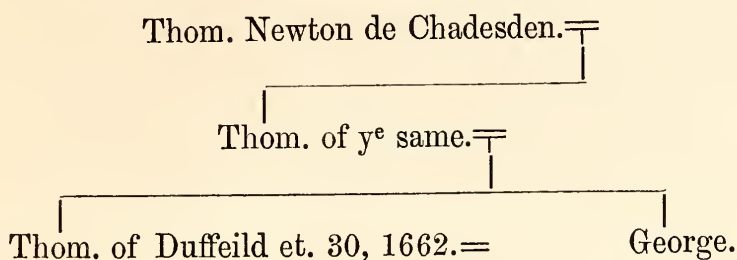 Thom. Newton de Chadesden.=
Thom. of yᵉ same.=
Thom. of Duffeild et. 30, 1662.= George.